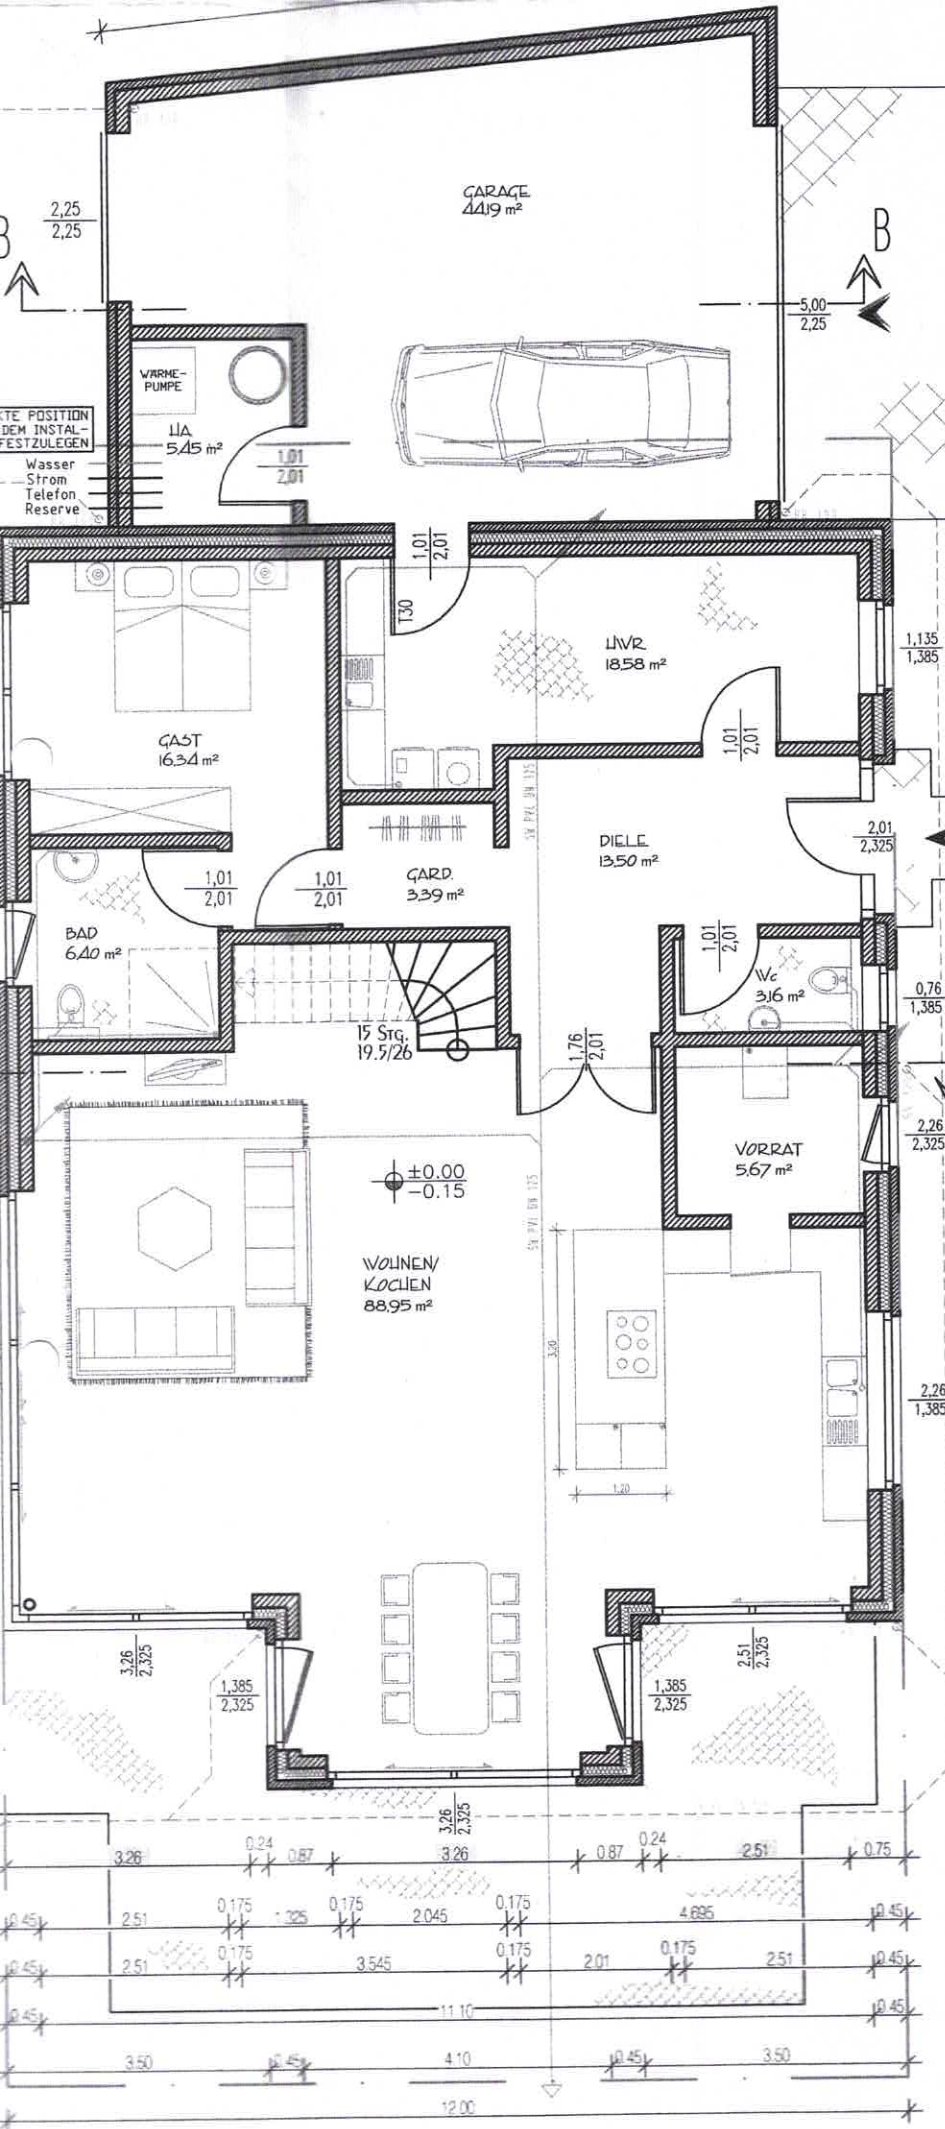 GARAGE
44,19 m²
2,25
2,25
B
B
5,00
2,25
WÄRME-
PUMPE
HA
5,45 m²
KTE POSITION
DEM INSTAL-
FESTZULEGEN
Wasser
Strom
Telefon
Reserve
1,01
2,01
1,01
2,01
T30
HWR
18,58 m²
1,135
1,385
GAST
16,34 m²
1,01
2,01
DIELE
13,50 m²
2,01
2,325
GARD.
3,39 m²
1,01
2,01
1,01
2,01
BAD
6,40 m²
1,01
2,01
WC
3,16 m²
0,76
1,385
15 STG.
19.5/26
1,76
2,01
SW PVC DN 125
VORRAT
5,67 m²
2,26
2,325
±0.00
-0.15
SW PVC DN 125
WOHNEN/
KOCHEN
88,95 m²
3,20
1,20
2,26
1,385
3,26
2,325
1,385
2,325
1,385
2,325
2,51
2,325
3,26
2,325
3.26 0.24 0.87 3.26 0.87 0.24 2.51 0.75
0.45 2.51 0.175 1.325 0.175 2.045 0.175 4.695 0.45
0.45 2.51 0.175 3.545 0.175 2.01 0.175 2.51 0.45
0.45 11.10 0.45
3.50 0.45 4.10 0.45 3.50
12.00